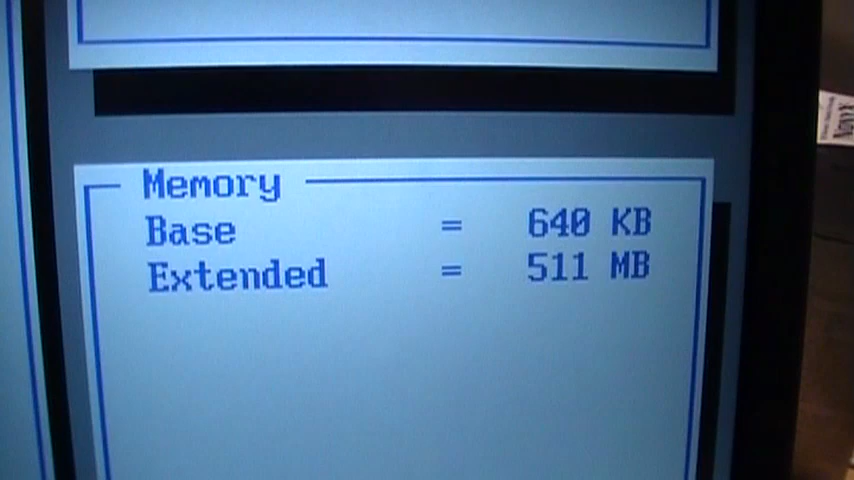 Memory
Base = 640 KB
Extended = 511 MB